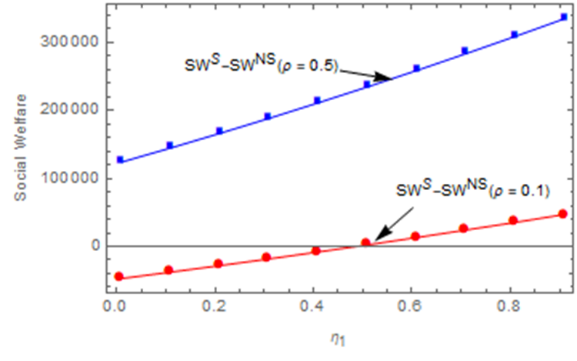 300000
SW^S-SW^NS(ρ = 0.5)
200000
Social Welfare
100000
SW^S-SW^NS(ρ = 0.1)
0
0.0 0.2 0.4 0.6 0.8
η₁